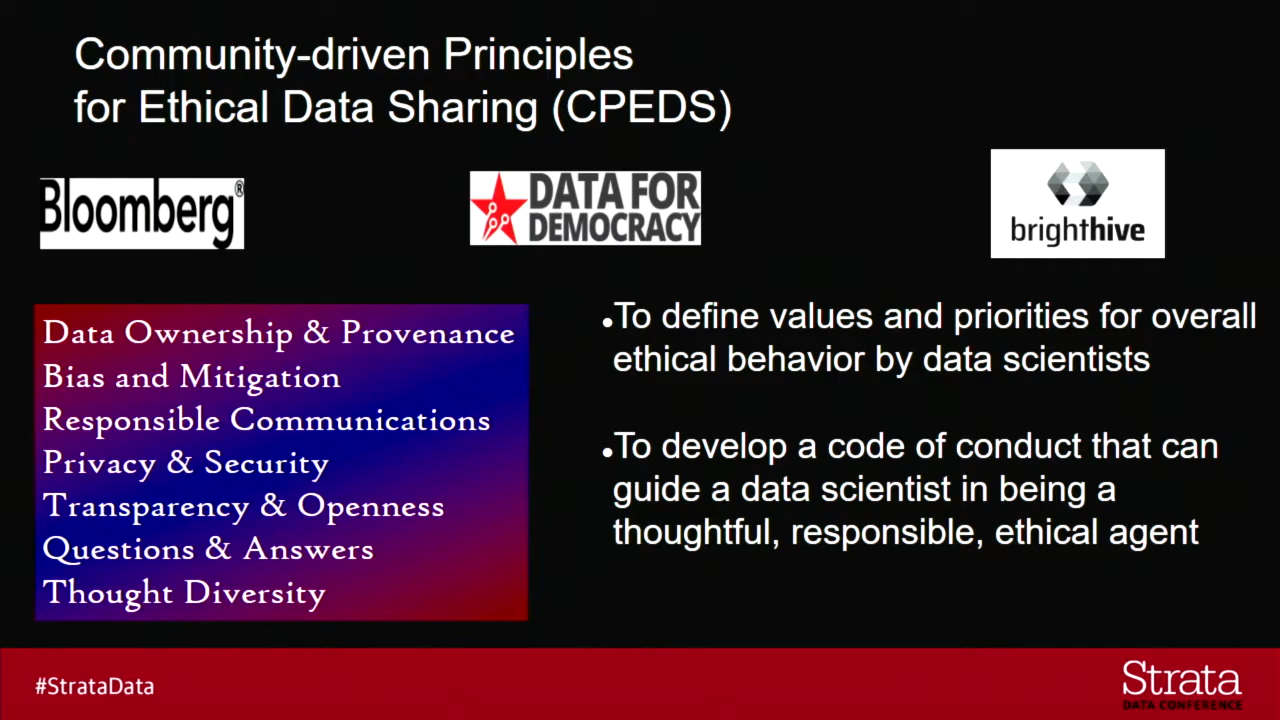 Community-driven Principles
for Ethical Data Sharing (CPEDS)
Bloomberg®
DATA FOR
DEMOCRACY
brighthive
Data Ownership & Provenance
Bias and Mitigation
Responsible Communications
Privacy & Security
Transparency & Openness
Questions & Answers
Thought Diversity
•To define values and priorities for overall
ethical behavior by data scientists
•To develop a code of conduct that can
guide a data scientist in being a
thoughtful, responsible, ethical agent
#StrataData
Strata
DATA CONFERENCE